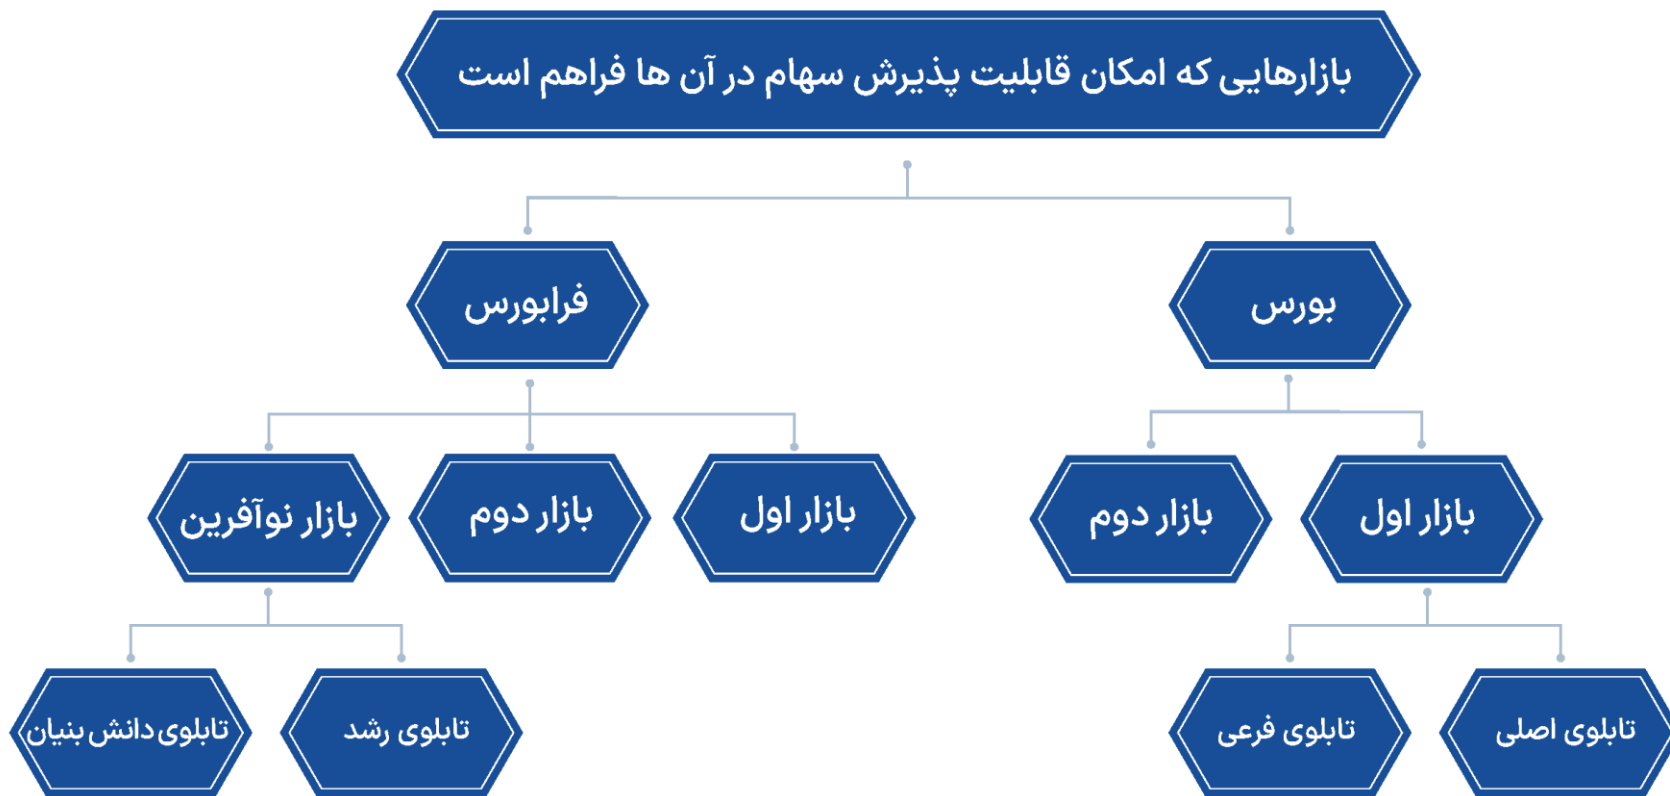 بازارهایی که امکان قابلیت پذیرش سهام در آن ها فراهم است
بورس
فرابورس
بازار اول
بازار دوم
بازار اول
بازار دوم
بازار نوآفرین
تابلوی اصلی
تابلوی فرعی
تابلوی رشد
تابلوی دانش بنیان